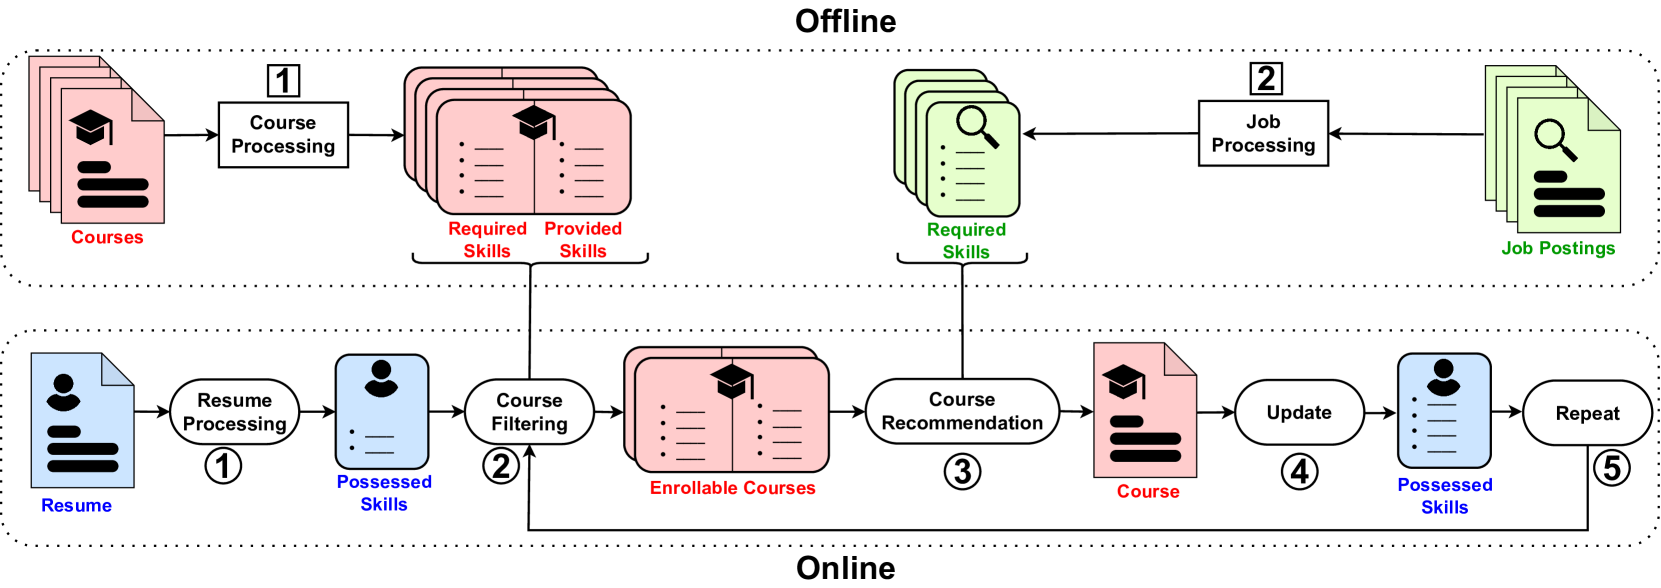 Offline
1
Course
Processing
2
Job
Processing
Courses
Required
Skills
Provided
Skills
Required
Skills
Job Postings
Resume
Processing
1
Course
Filtering
2
Course
Recommendation
3
Update
4
Repeat
5
Resume
Possessed
Skills
Enrollable Courses
Course
Possessed
Skills
Online